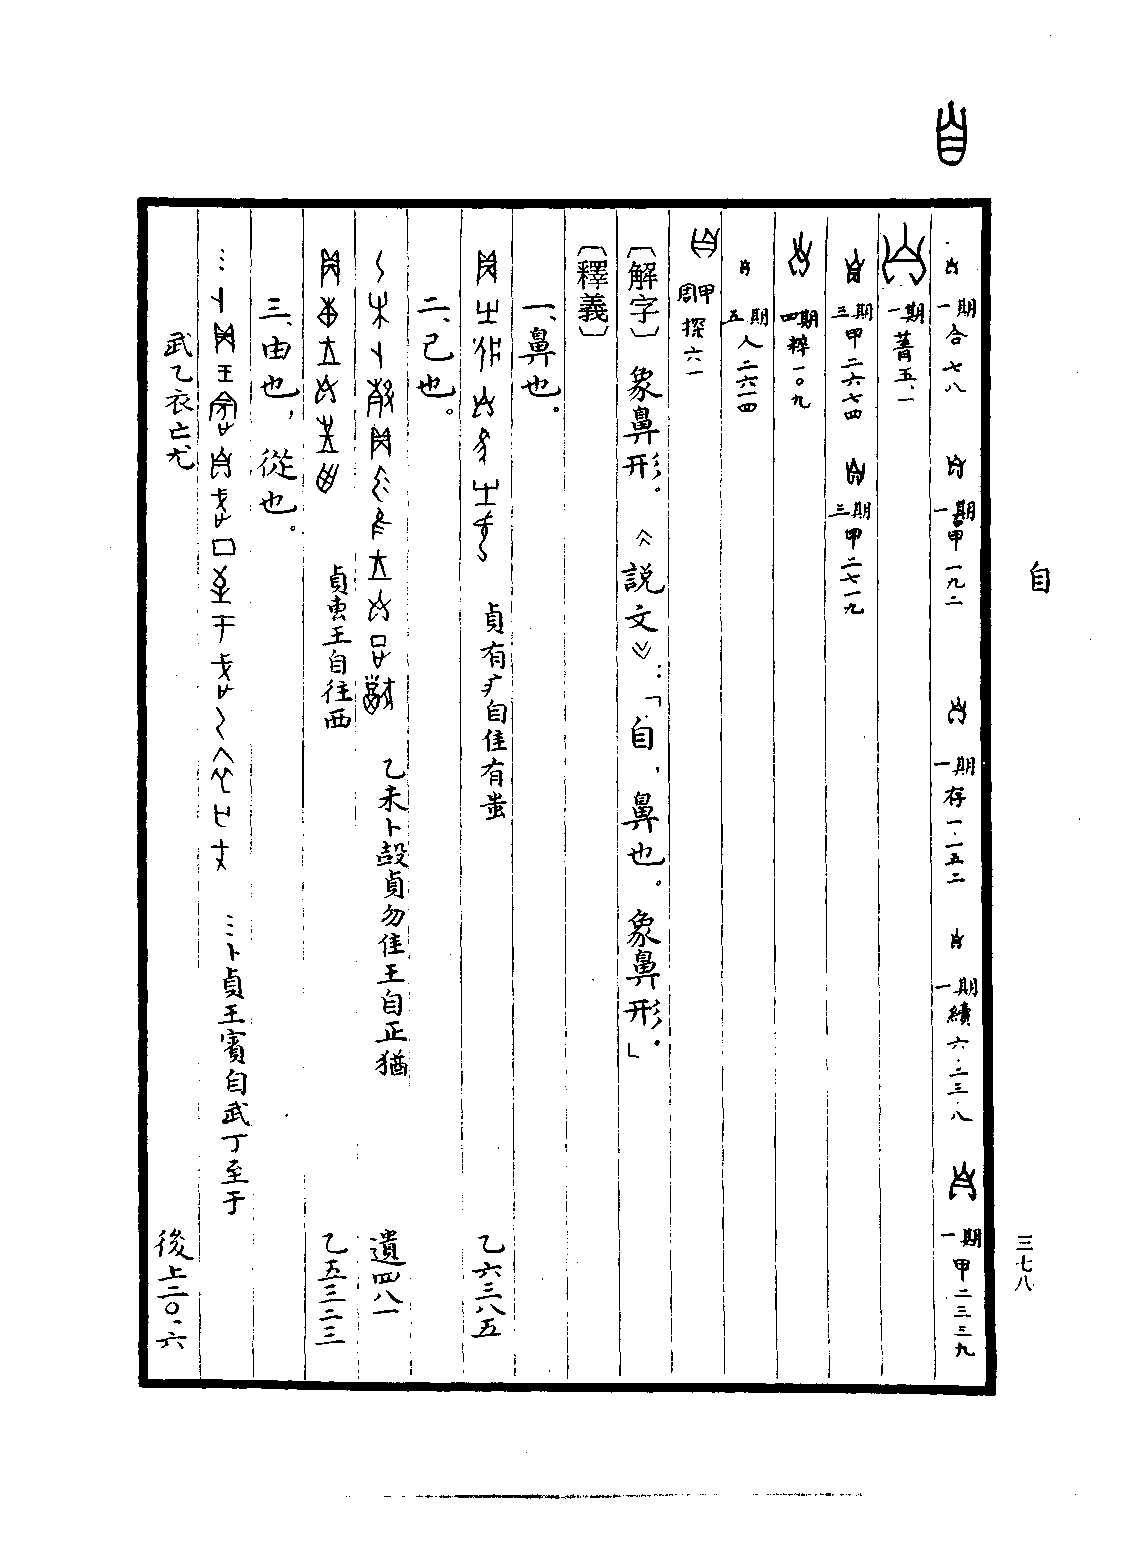 自
三七八
一期合七八
一期甲一九二
一期存一·一五二
一期續六·二三·八
一期甲二三三九
一期菁五·一
三期甲二六七四
三期甲二七一九
四期粹一〇九
五期人二六一四
周甲探六一
〔解字〕象鼻形。《說文》：「自，鼻也。象鼻形。」
〔釋義〕
一、鼻也。
貞有疒自隹有䖵 乙六三八五
二、己也。
乙未卜㱿貞勿隹王自正猶 遺四八一
貞叀王自往西 乙五三二三
三、由也，從也。
…卜貞王賓自武丁至于
武乙衣亡尤 後上二〇·六